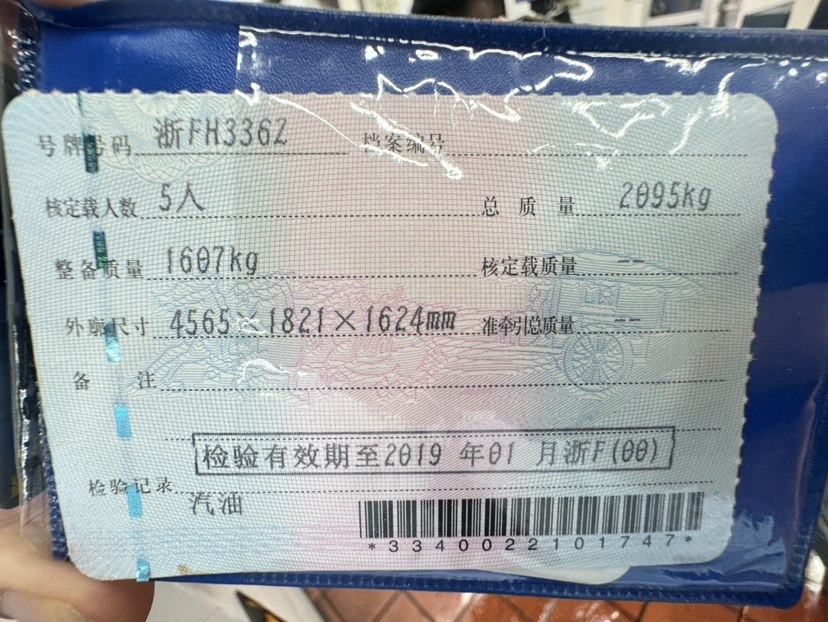 号牌号码 浙FH336Z 档案编号
核定载人数 5人 总质量 2095kg
整备质量 1607kg 核定载质量 --
外廓尺寸 4565×1821×1624mm 准牵引总质量 --
备注
检验有效期至2019年01月浙F(00)
检验记录
汽油
*3340022101747*